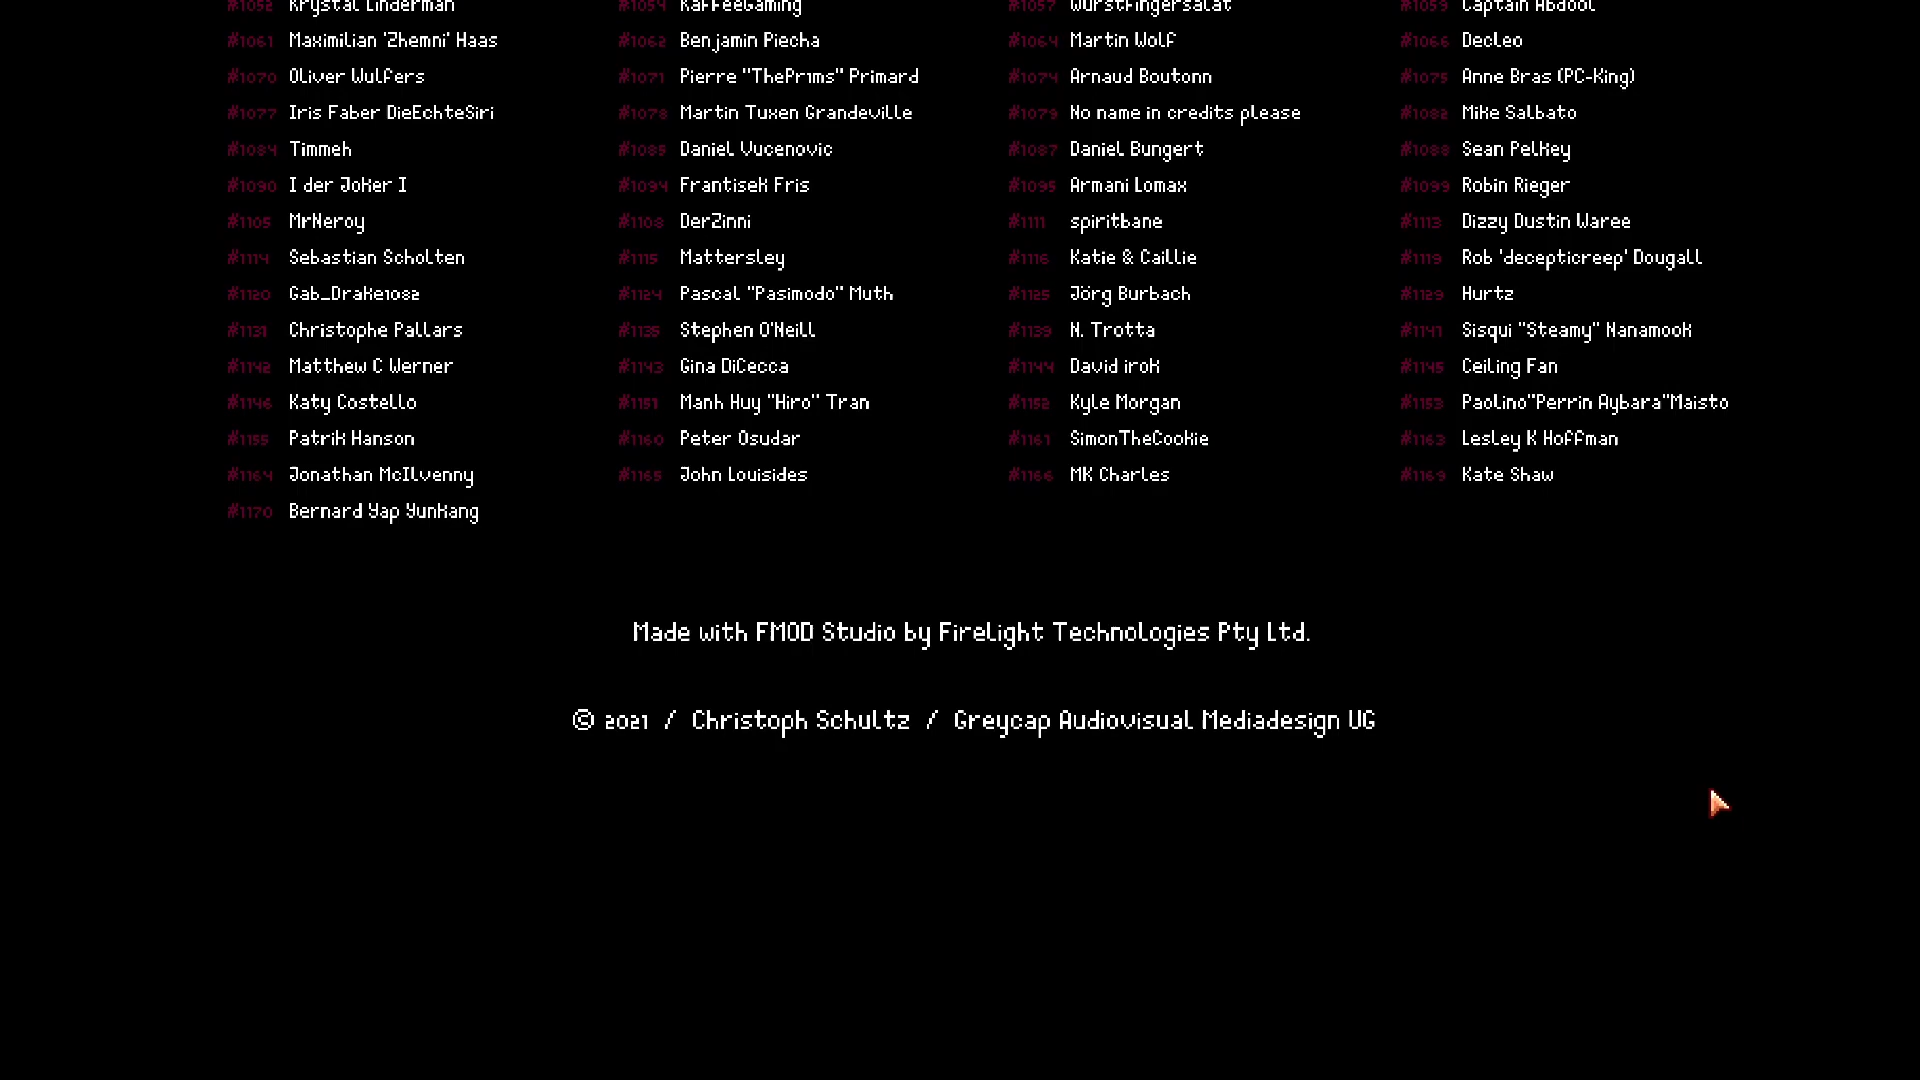 #1052 Krystal Linderman #1054 KaffeeGaming #1057 Wurstfingersalat #1059 Captain Abdool
#1061 Maximilian 'Zhemni' Haas #1062 Benjamin Piecha #1064 Martin Wolf #1066 Decleo
#1070 Oliver Wulfers #1071 Pierre "ThePr1ms" Primard #1074 Arnaud Boutonn #1075 Anne Bras (PC-King)
#1077 Iris Faber DieEchteSiri #1078 Martin Tuxen Grandeville #1079 No name in credits please #1082 Mike Salbato
#1084 Timmeh #1085 Daniel Vucenovic #1087 Daniel Bungert #1088 Sean Pelkey
#1090 I der Joker I #1094 Frantisek Fris #1095 Armani Lomax #1099 Robin Rieger
#1105 MrNeroy #1108 DerZinni #1111 spiritbane #1113 Dizzy Dustin Waree
#1114 Sebastian Scholten #1115 Mattersley #1116 Katie & Caillie #1119 Rob 'decepticreep' Dougall
#1120 Gab_Drake1082 #1124 Pascal "Pasimodo" Muth #1125 Jörg Burbach #1129 Hurtz
#1131 Christophe Pallars #1135 Stephen O'Neill #1139 N. Trotta #1141 Sisqui "Steamy" Nanamook
#1142 Matthew C Werner #1143 Gina DiCecca #1144 David irok #1145 Ceiling Fan
#1146 Katy Costello #1151 Manh Huy "Hiro" Tran #1152 Kyle Morgan #1153 Paolino"Perrin Aybara"Maisto
#1155 Patrik Hanson #1160 Peter Osudar #1161 SimonTheCookie #1163 Lesley K Hoffman
#1164 Jonathan McIlvenny #1165 John Louisides #1166 MK Charles #1169 Kate Shaw
#1170 Bernard Yap Yunkang
Made with FMOD Studio by Firelight Technologies Pty Ltd.
© 2021 / Christoph Schultz / Greycap Audiovisual Mediadesign UG